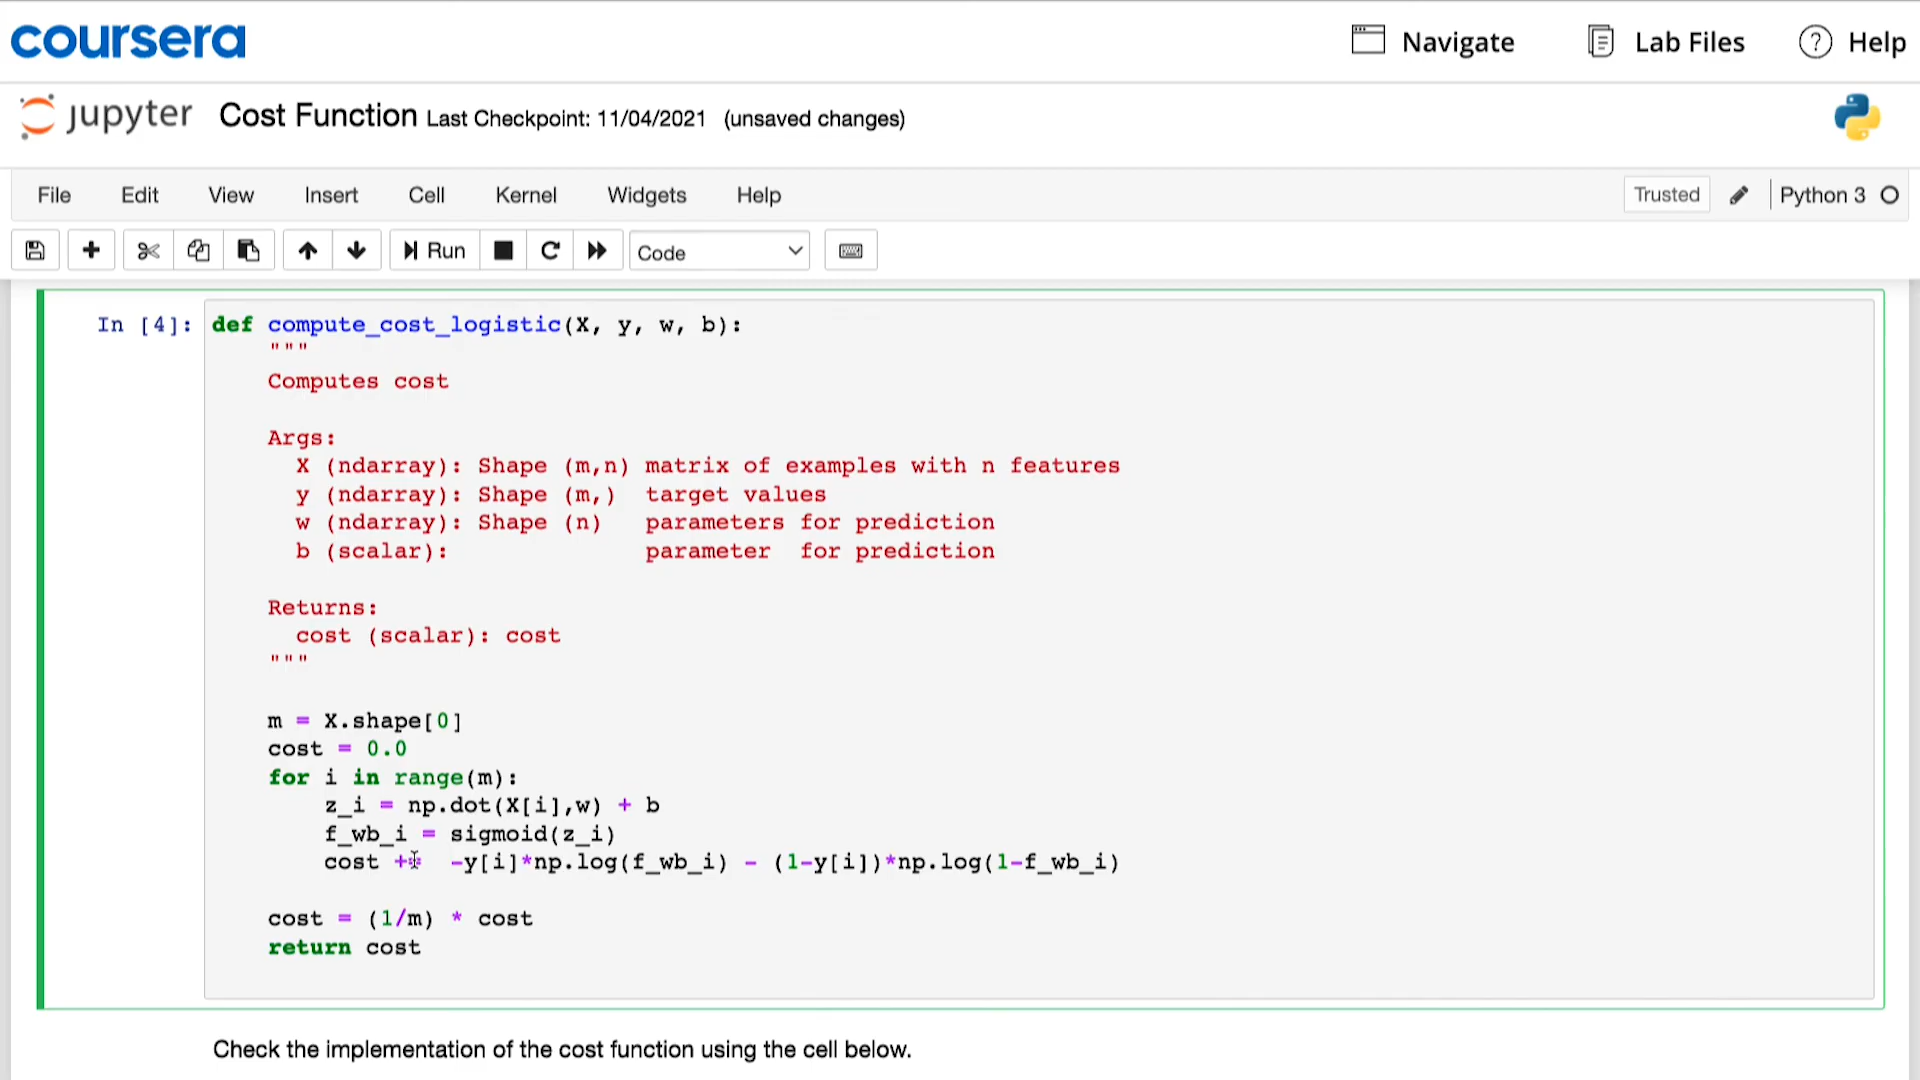 coursera
Navigate
Lab Files
Help
jupyter Cost Function Last Checkpoint: 11/04/2021 (unsaved changes)
File Edit View Insert Cell Kernel Widgets Help
Trusted
Python 3
Run
Code
In [4]: def compute_cost_logistic(X, y, w, b):
    """
    Computes cost

    Args:
      X (ndarray): Shape (m,n) matrix of examples with n features
      y (ndarray): Shape (m,)  target values
      w (ndarray): Shape (n)   parameters for prediction
      b (scalar):              parameter  for prediction

    Returns:
      cost (scalar): cost
    """

    m = X.shape[0]
    cost = 0.0
    for i in range(m):
        z_i = np.dot(X[i],w) + b
        f_wb_i = sigmoid(z_i)
        cost +=  -y[i]*np.log(f_wb_i) - (1-y[i])*np.log(1-f_wb_i)

    cost = (1/m) * cost
    return cost
Check the implementation of the cost function using the cell below.